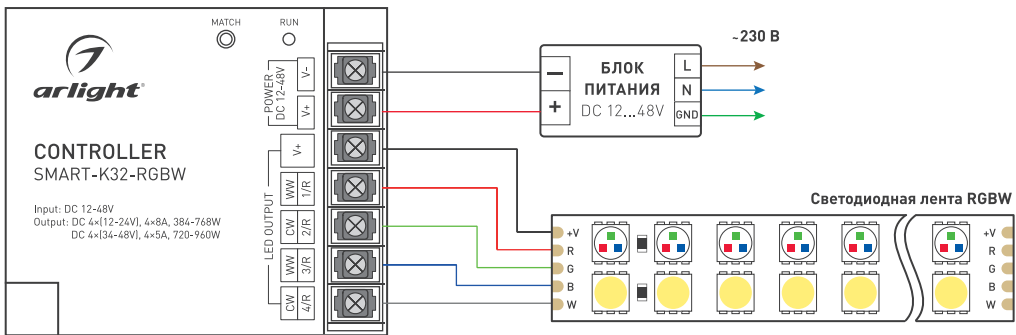 MATCH
RUN
arlight®
CONTROLLER
SMART-K32-RGBW
Input: DC 12-48V
Output: DC 4×(12-24V), 4×8A, 384-768W
DC 4×(34-48V), 4×5A, 720-960W
POWER
DC 12-48V
V-
V+
LED OUTPUT
V+
WW 1/R
CW 2/R
WW 3/R
CW 4/R
БЛОК
ПИТАНИЯ
DC 12...48V
−
+
L
N
GND
~230 В
Светодиодная лента RGBW
+V
R
G
B
W
+V
R
G
B
W